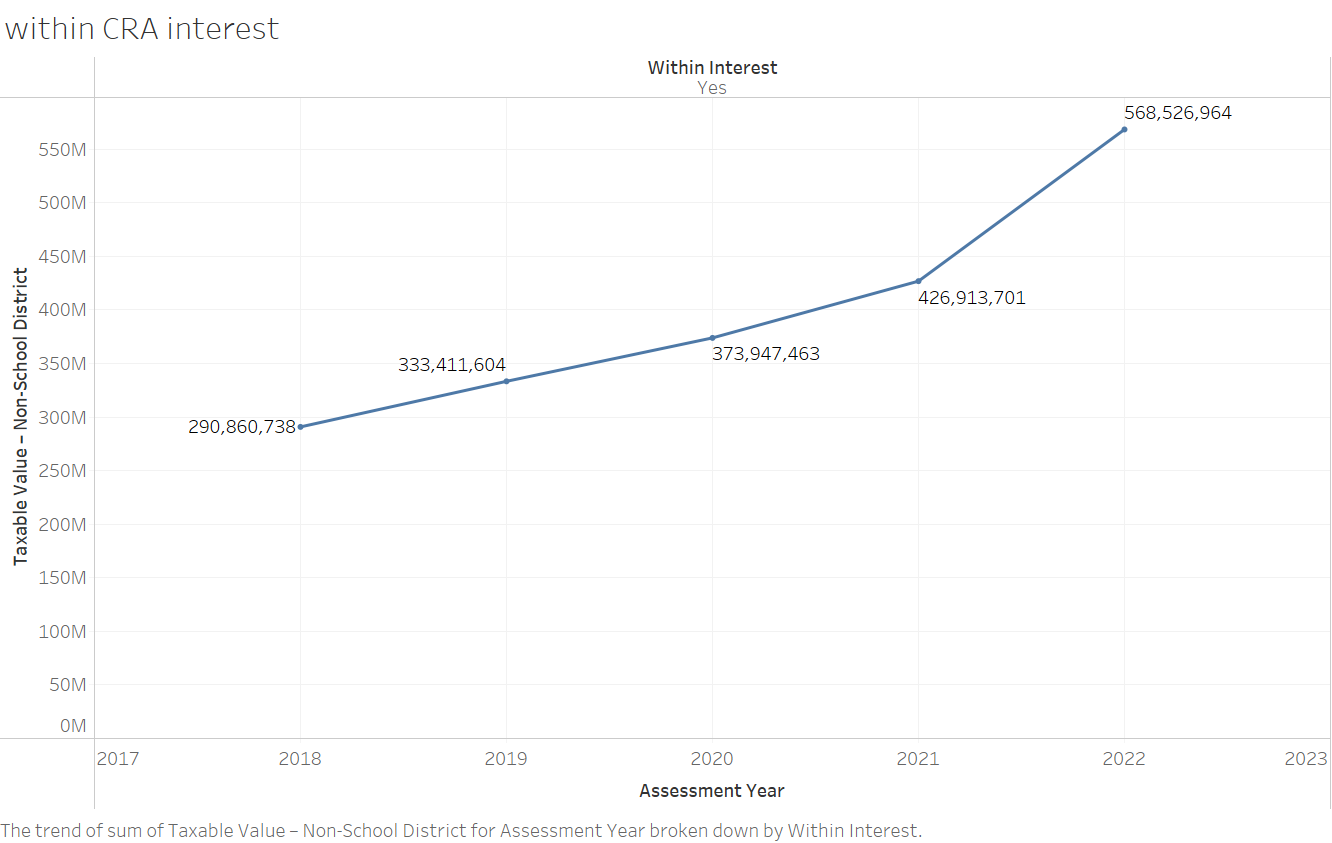 within CRA interest
Within Interest
Yes
568,526,964
550M
500M
450M
400M
426,913,701
350M
333,411,604
373,947,463
300M
290,860,738
250M
200M
150M
100M
50M
0M
Taxable Value – Non-School District
2017 2018 2019 2020 2021 2022 2023
Assessment Year
The trend of sum of Taxable Value – Non-School District for Assessment Year broken down by Within Interest.